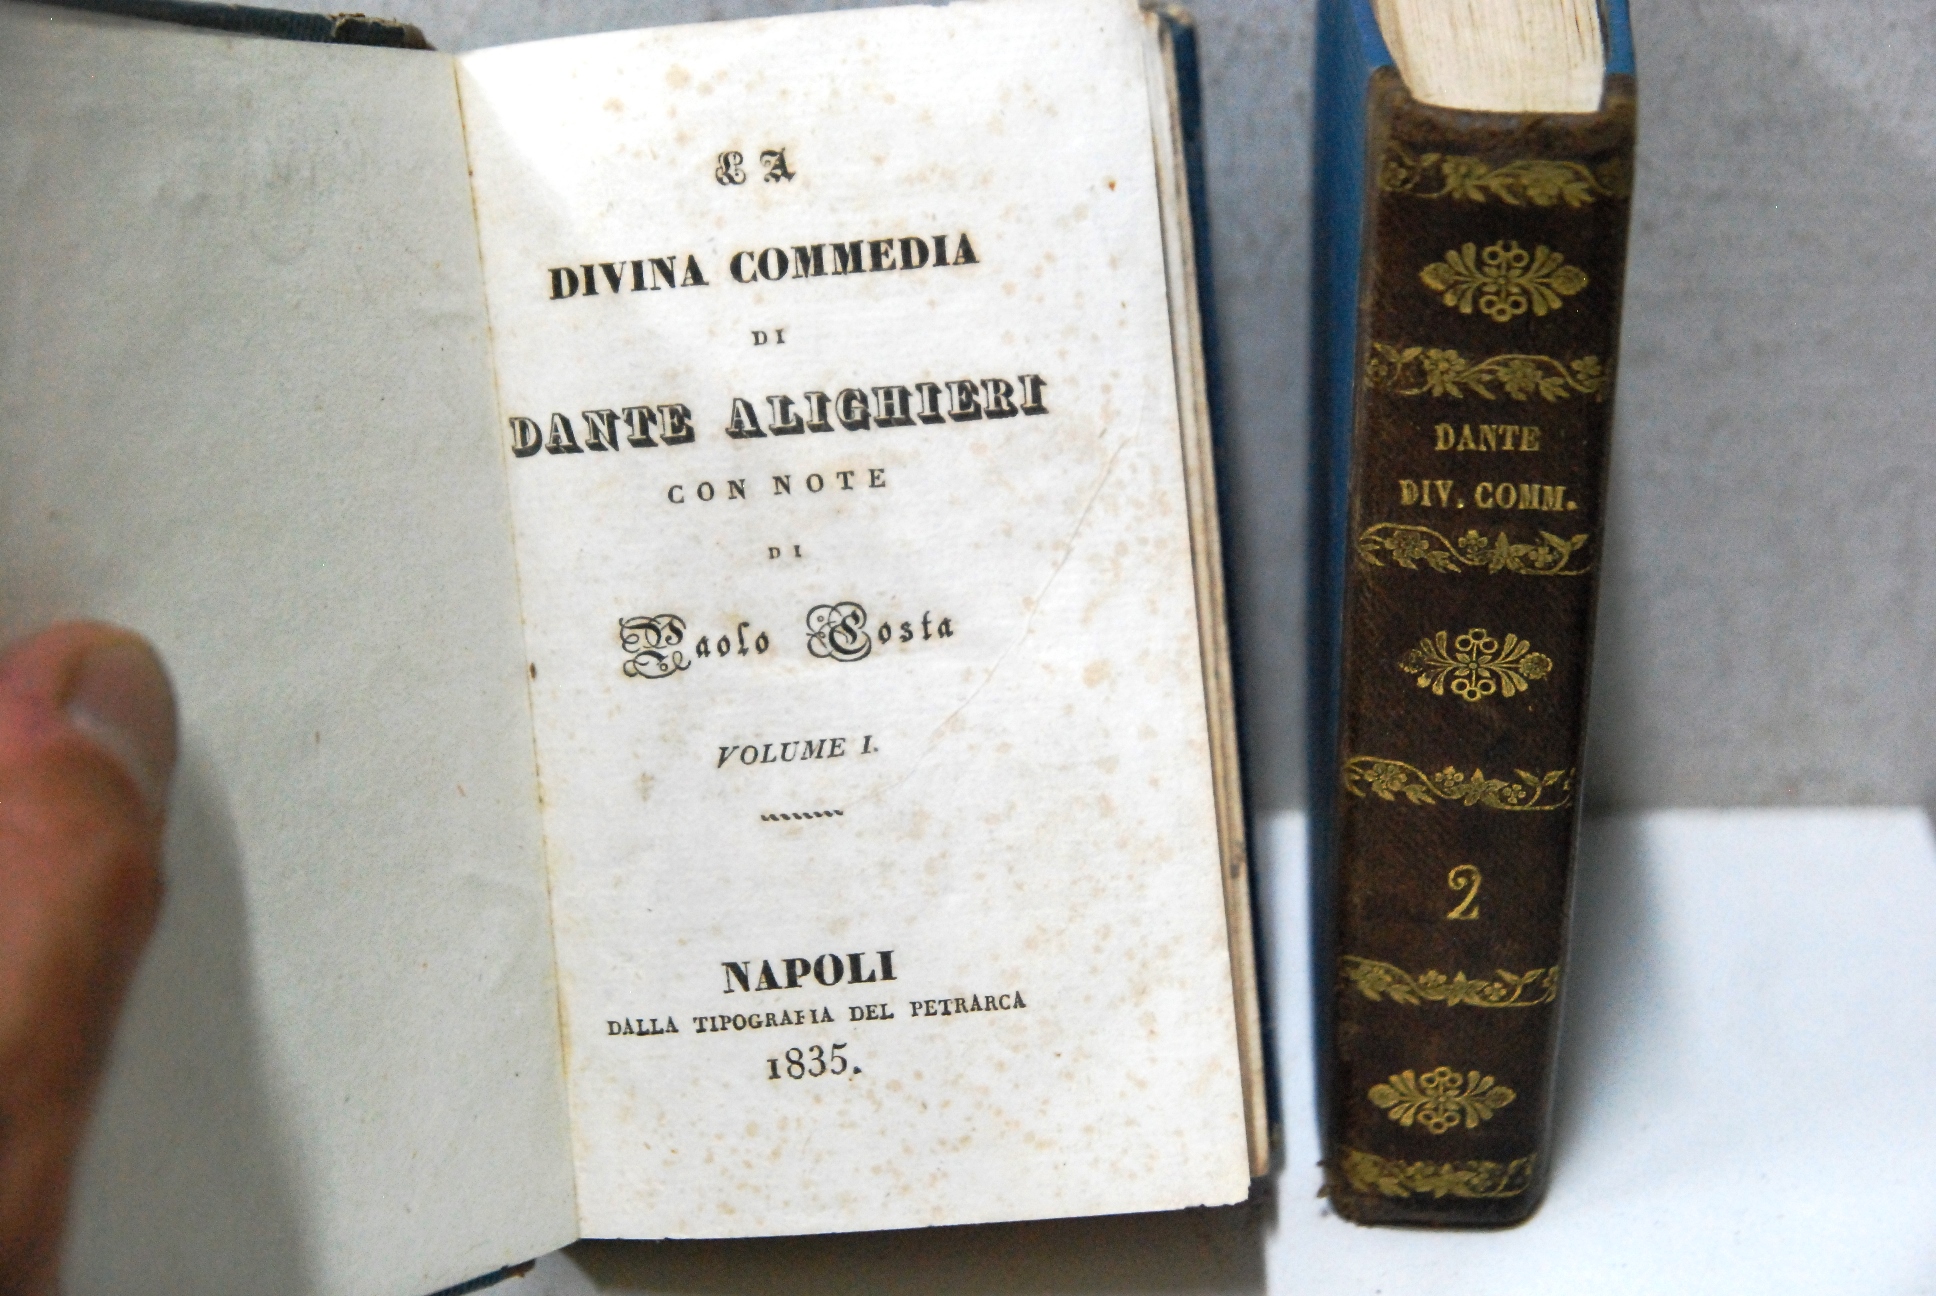 LA
DIVINA COMMEDIA
DI
DANTE ALIGHIERI
CON NOTE
DI
Paolo Costa
VOLUME I.
NAPOLI
DALLA TIPOGRAFIA DEL PETRARCA
1835.
DANTE
DIV. COMM.
2